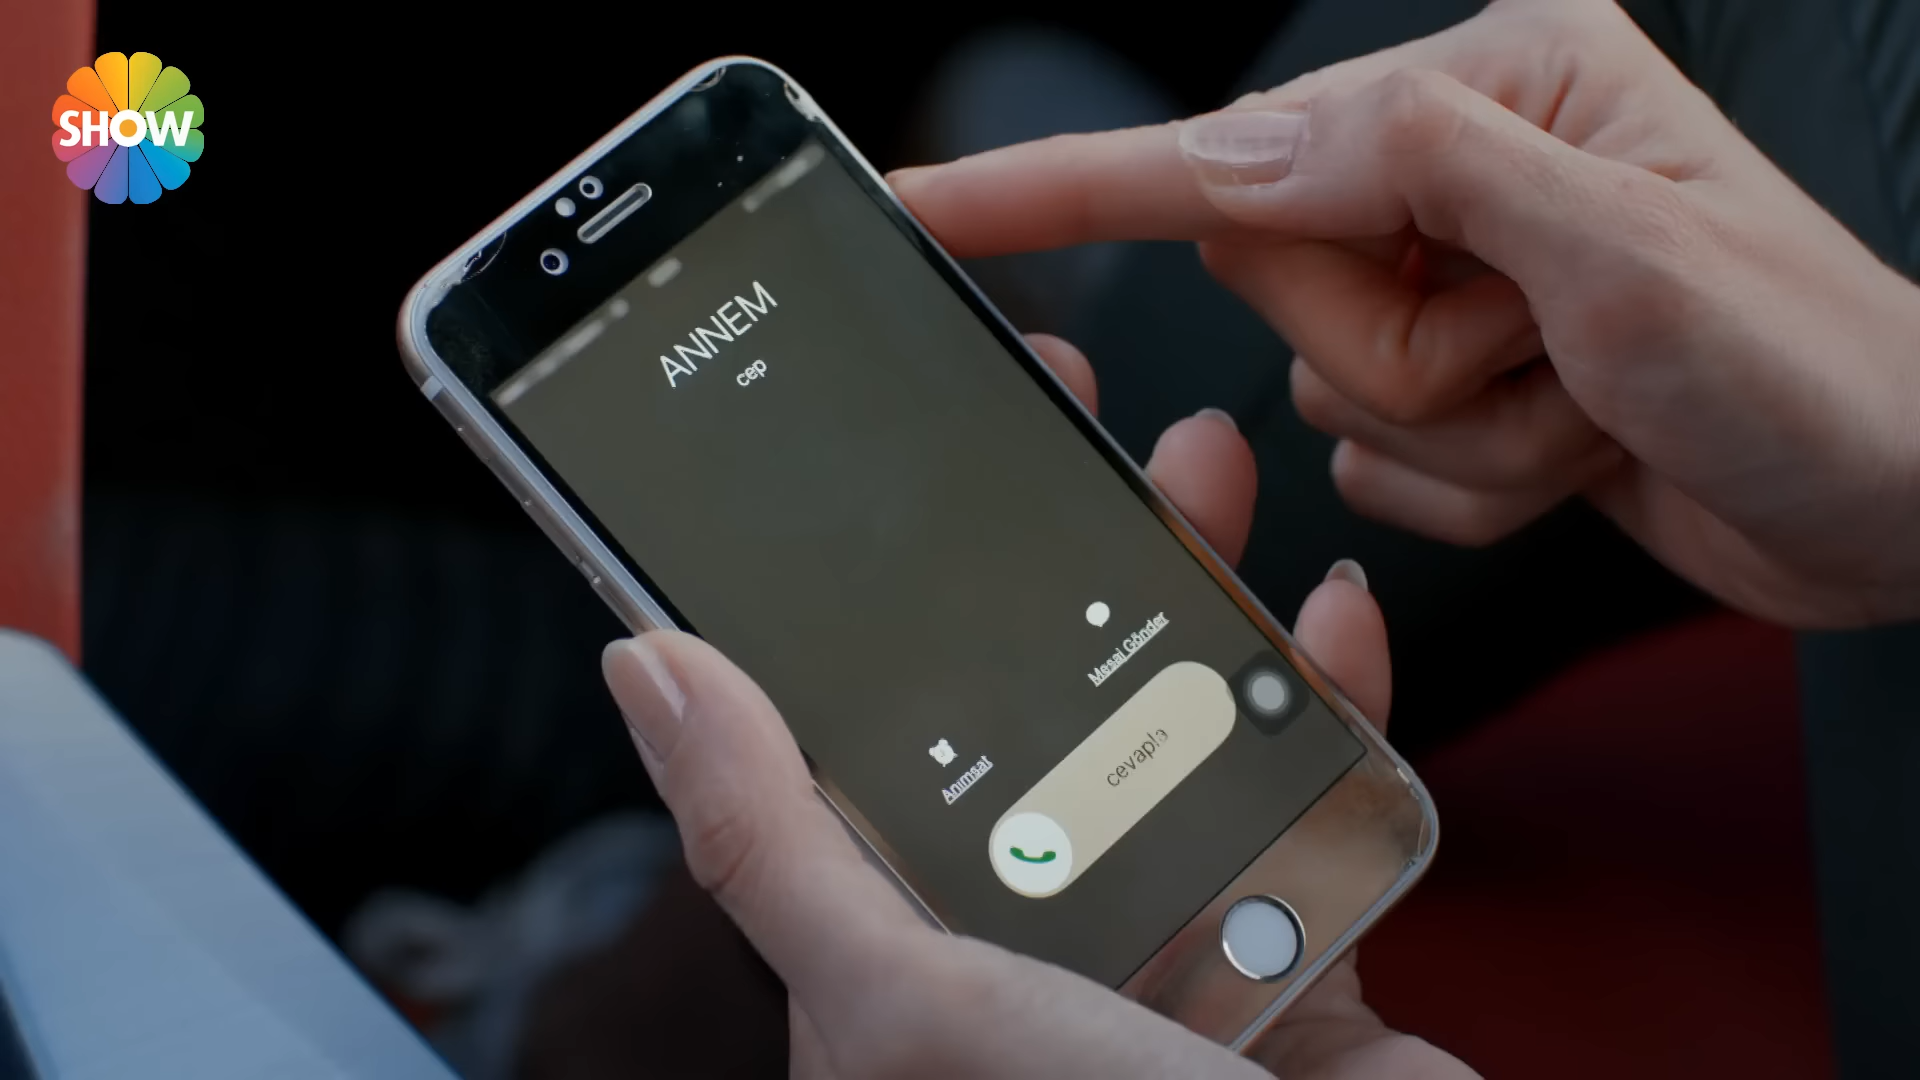 SHOW
ANNEM
cep
Mesaj Gönder
Anımsat
cevapla